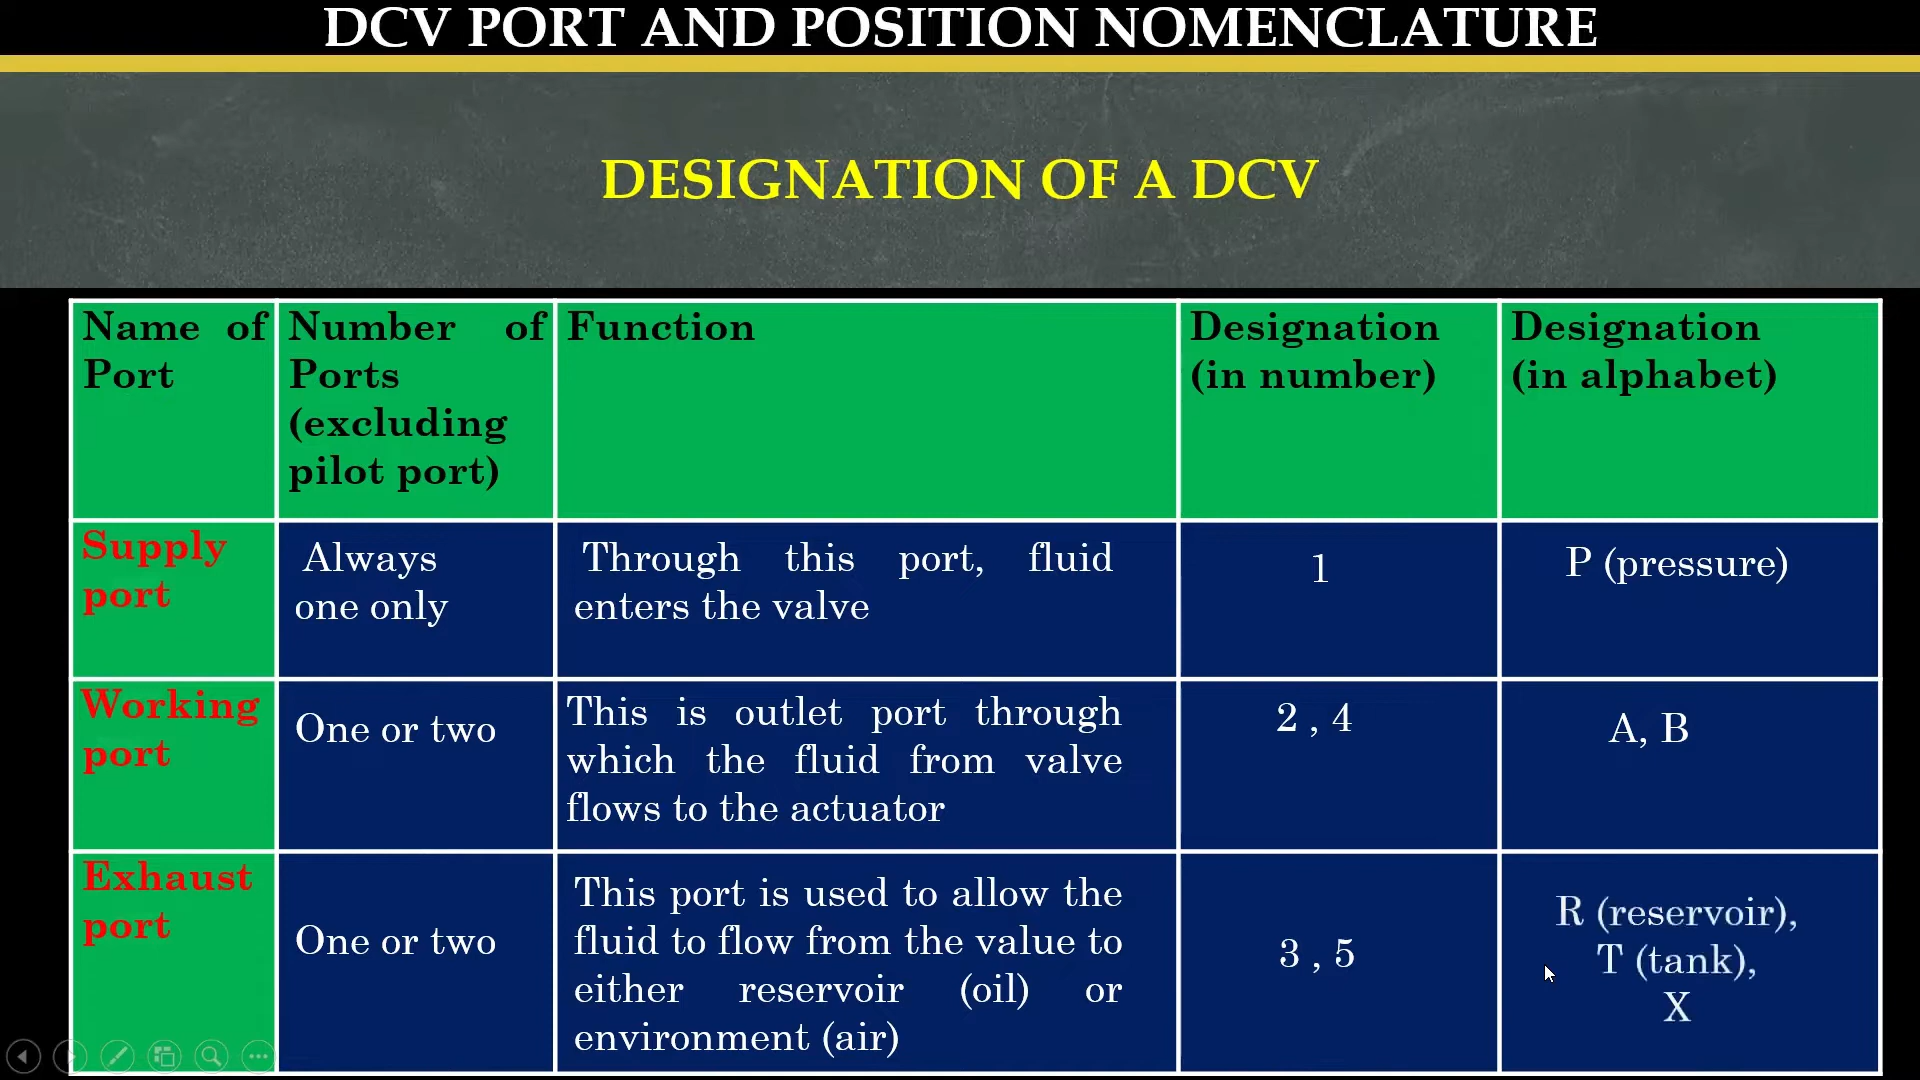 DCV PORT AND POSITION NOMENCLATURE
DESIGNATION OF A DCV
Name of
Port
Number of
Ports
(excluding
pilot port)
Function
Designation
(in number)
Designation
(in alphabet)
Supply
port
Always
one only
Through this port, fluid
enters the valve
1
P (pressure)
Working
port
One or two
This is outlet port through
which the fluid from valve
flows to the actuator
2 , 4
A, B
Exhaust
port
One or two
This port is used to allow the
fluid to flow from the value to
either reservoir (oil) or
environment (air)
3 , 5
R (reservoir),
T (tank),
X